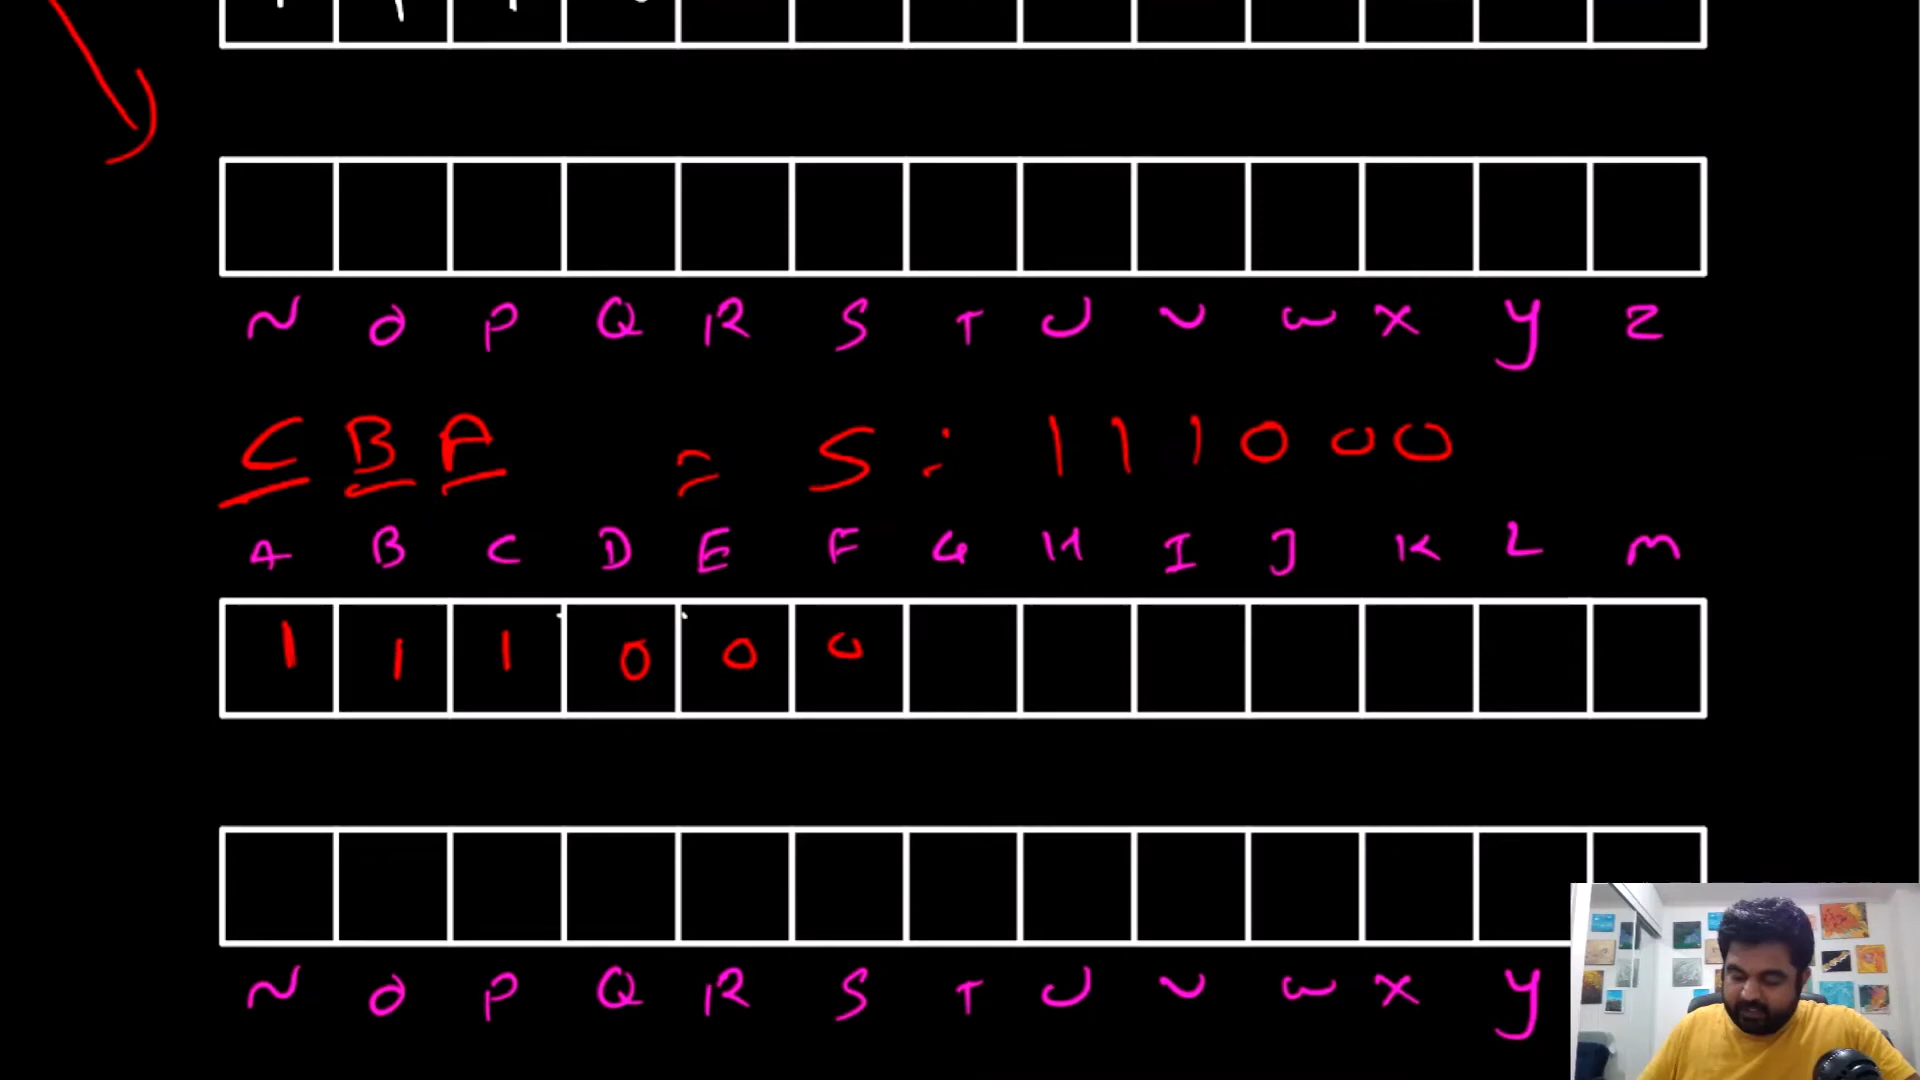 N O P Q R S T U V W X Y Z
C B A = S : 1 1 1 0 0 0
A B C D E F G H I J K L M
1 1 1 0 0 0
N O P Q R S T U V W X Y